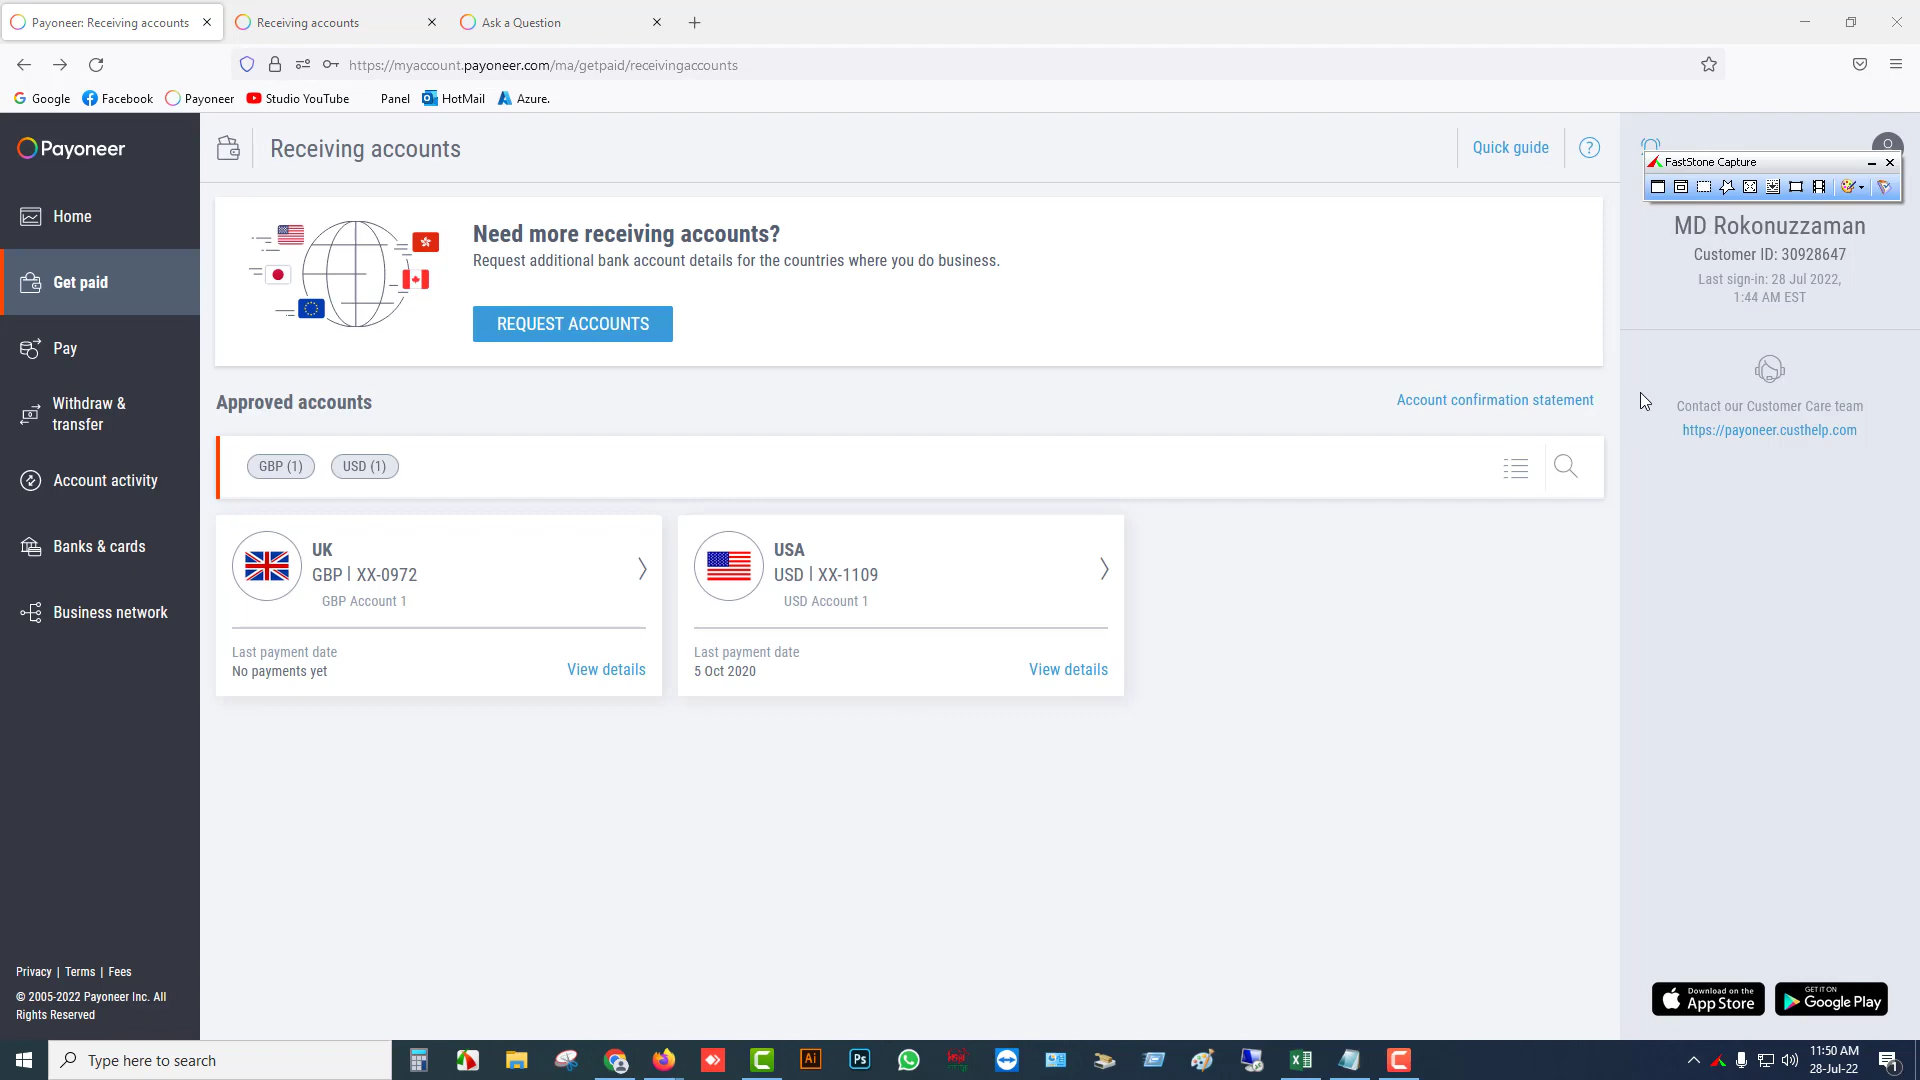 Payoneer: Receiving accounts
Receiving accounts
Ask a Question
https://myaccount.payoneer.com/ma/getpaid/receivingaccounts
Google
Facebook
Payoneer
Studio YouTube
Panel
HotMail
Azure.
Payoneer
Home
Get paid
Pay
Withdraw &
transfer
Account activity
Banks & cards
Business network
Privacy | Terms | Fees
© 2005-2022 Payoneer Inc. All
Rights Reserved
Receiving accounts
Quick guide
?
Need more receiving accounts?
Request additional bank account details for the countries where you do business.
REQUEST ACCOUNTS
Approved accounts
Account confirmation statement
GBP (1)
USD (1)
UK
GBP | XX-0972
GBP Account 1
Last payment date
No payments yet
View details
USA
USD | XX-1109
USD Account 1
Last payment date
5 Oct 2020
View details
FastStone Capture
MD Rokonuzzaman
Customer ID: 30928647
Last sign-in: 28 Jul 2022,
1:44 AM EST
Contact our Customer Care team
https://payoneer.custhelp.com
Download on the
App Store
GET IT ON
Google Play
Type here to search
Ai
Ps
11:50 AM
28-Jul-22
1